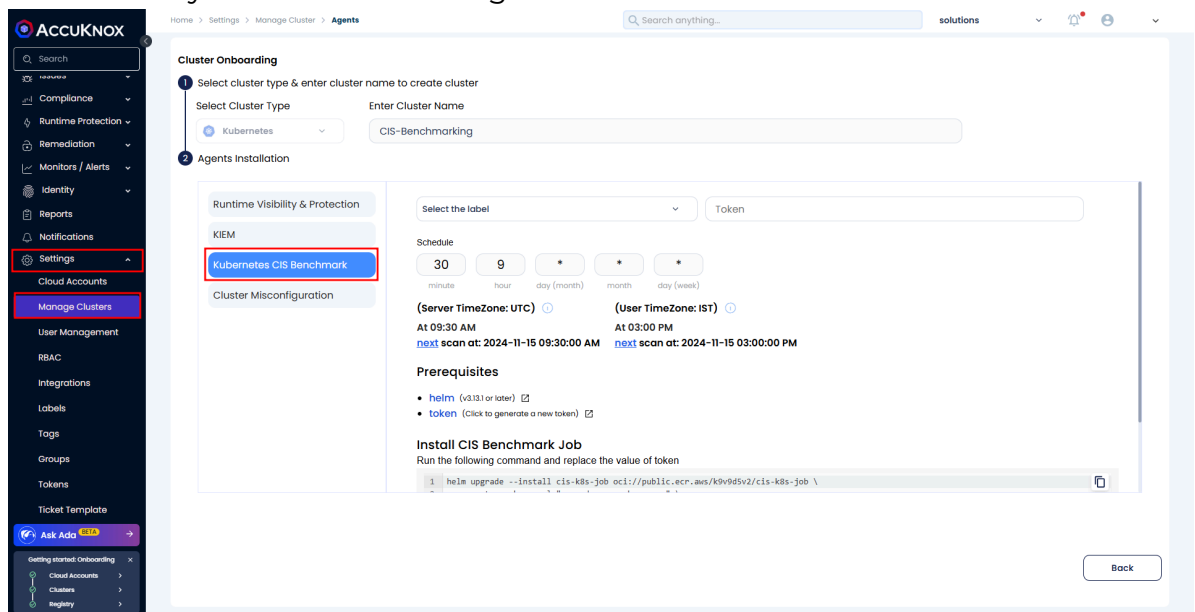 ACCUKNOX
Home > Settings > Manage Cluster > Agents
Search anything...
solutions
Search
Compliance
Runtime Protection
Remediation
Monitors / Alerts
Identity
Reports
Notifications
Settings
Cloud Accounts
Manage Clusters
User Management
RBAC
Integrations
Labels
Tags
Groups
Tokens
Ticket Template
Ask Ada BETA
Getting started: Onboarding
Cloud Accounts
Clusters
Registry
Cluster Onboarding
1 Select cluster type & enter cluster name to create cluster
Select Cluster Type Enter Cluster Name
Kubernetes CIS-Benchmarking
2 Agents Installation
Runtime Visibility & Protection
KIEM
Kubernetes CIS Benchmark
Cluster Misconfiguration
Select the label Token
Schedule
30 9 * * *
minute hour day (month) month day (week)
(Server TimeZone: UTC) (User TimeZone: IST)
At 09:30 AM At 03:00 PM
next scan at: 2024-11-15 09:30:00 AM next scan at: 2024-11-15 03:00:00 PM
Prerequisites
helm (v3.13.1 or later)
token (Click to generate a new token)
Install CIS Benchmark Job
Run the following command and replace the value of token
1 helm upgrade --install cis-k8s-job oci://public.ecr.aws/k9v9d5v2/cis-k8s-job \
Back